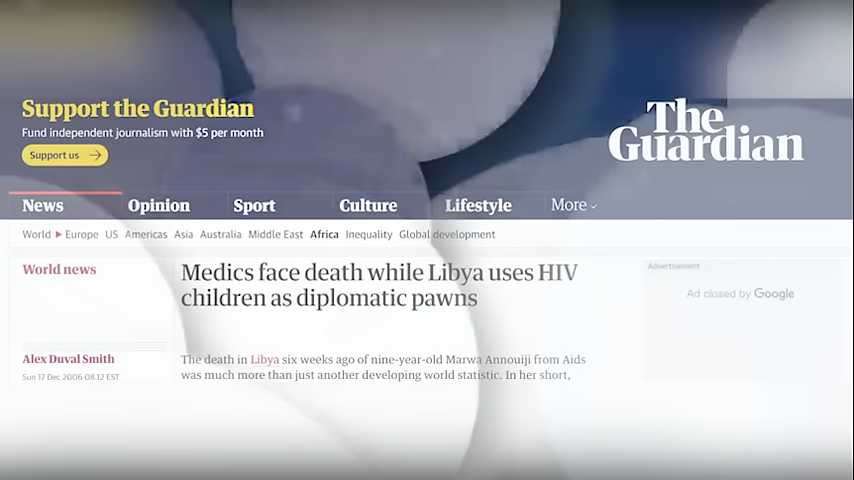 Support the Guardian
Fund independent journalism with $5 per month
Support us
The
Guardian
News Opinion Sport Culture Lifestyle More
World Europe US Americas Asia Australia Middle East Africa Inequality Global development
World news
Medics face death while Libya uses HIV
children as diplomatic pawns
Advertisement
Ad closed by Google
Alex Duval Smith
Sun 17 Dec 2006 08.12 EST
The death in Libya six weeks ago of nine-year-old Marwa Annouiji from Aids
was much more than just another developing world statistic. In her short,